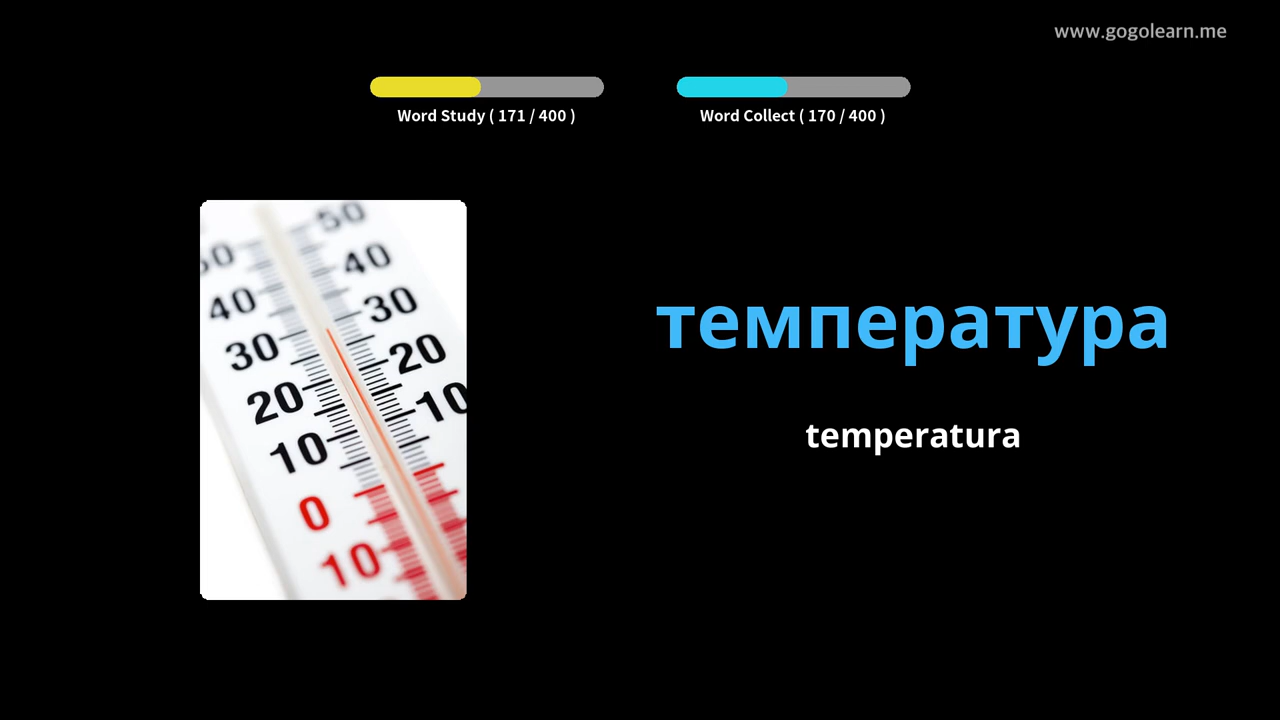 www.gogolearn.me
Word Study ( 171 / 400 )
Word Collect ( 170 / 400 )
50
40
30
20
10
50
40
30
20
10
0
10
температура
temperatura